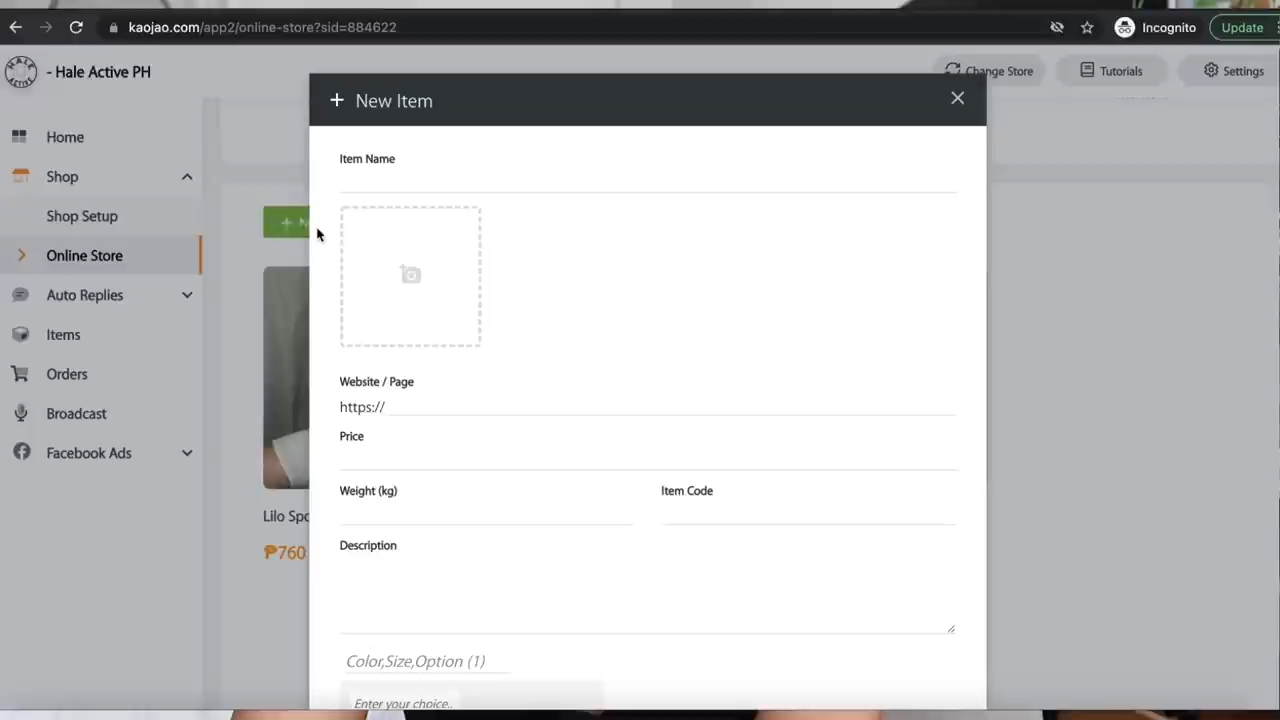 kaojao.com/app2/online-store?sid=884622
Incognito
Update
HALE ACTIVE
- Hale Active PH
Change Store
Tutorials
Settings
Home
Shop
Shop Setup
Online Store
Auto Replies
Items
Orders
Broadcast
Facebook Ads
+ N
Lilo Spo
₱760
+ New Item
Item Name
Website / Page
https://
Price
Weight (kg)
Item Code
Description
Color,Size,Option (1)
Enter your choice..